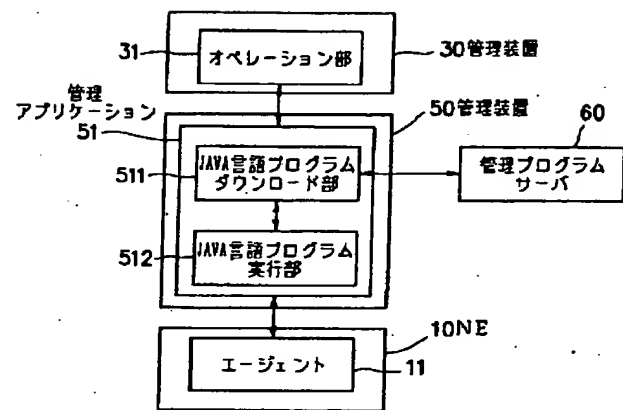 31
オペレーション部
30管理装置
管理
アプリケーション
51
50管理装置
60
511
JAVA言語プログラム
ダウンロード部
管理プログラム
サーバ
512
JAVA言語プログラム
実行部
10NE
エージェント
11